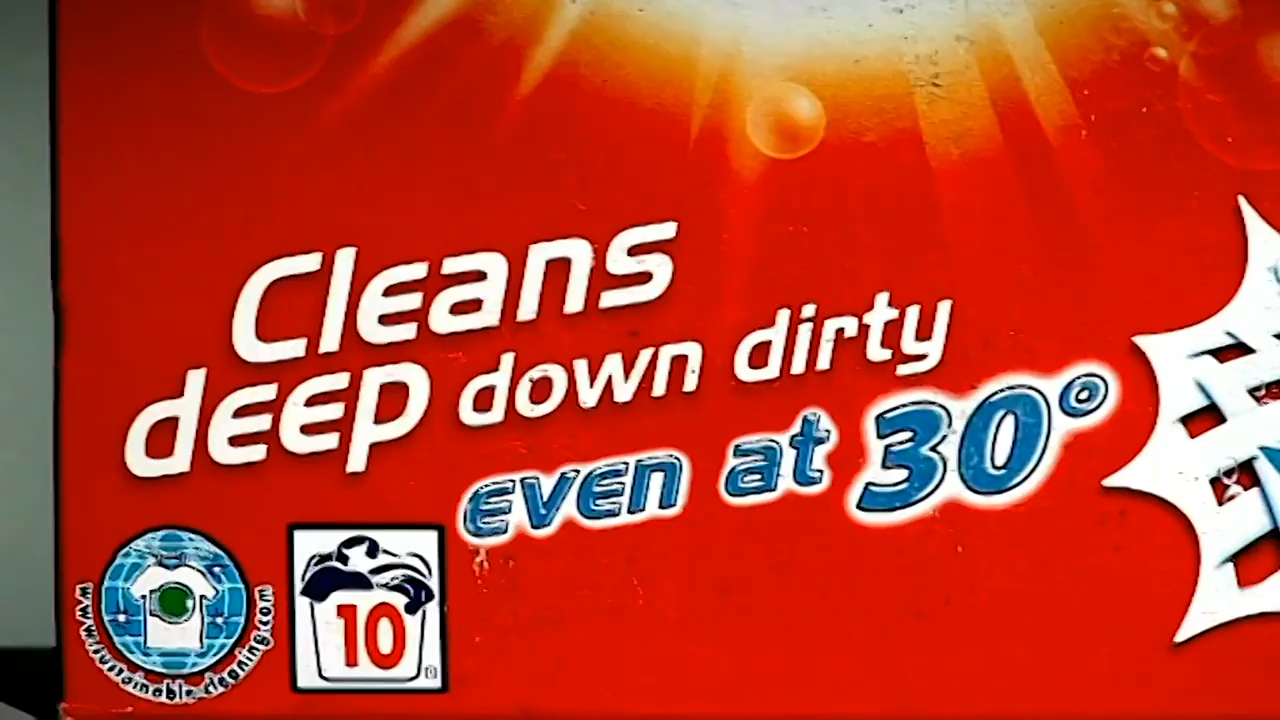 Cleans
deep down dirty
even at 30°
www.sustainable-cleaning.com
10